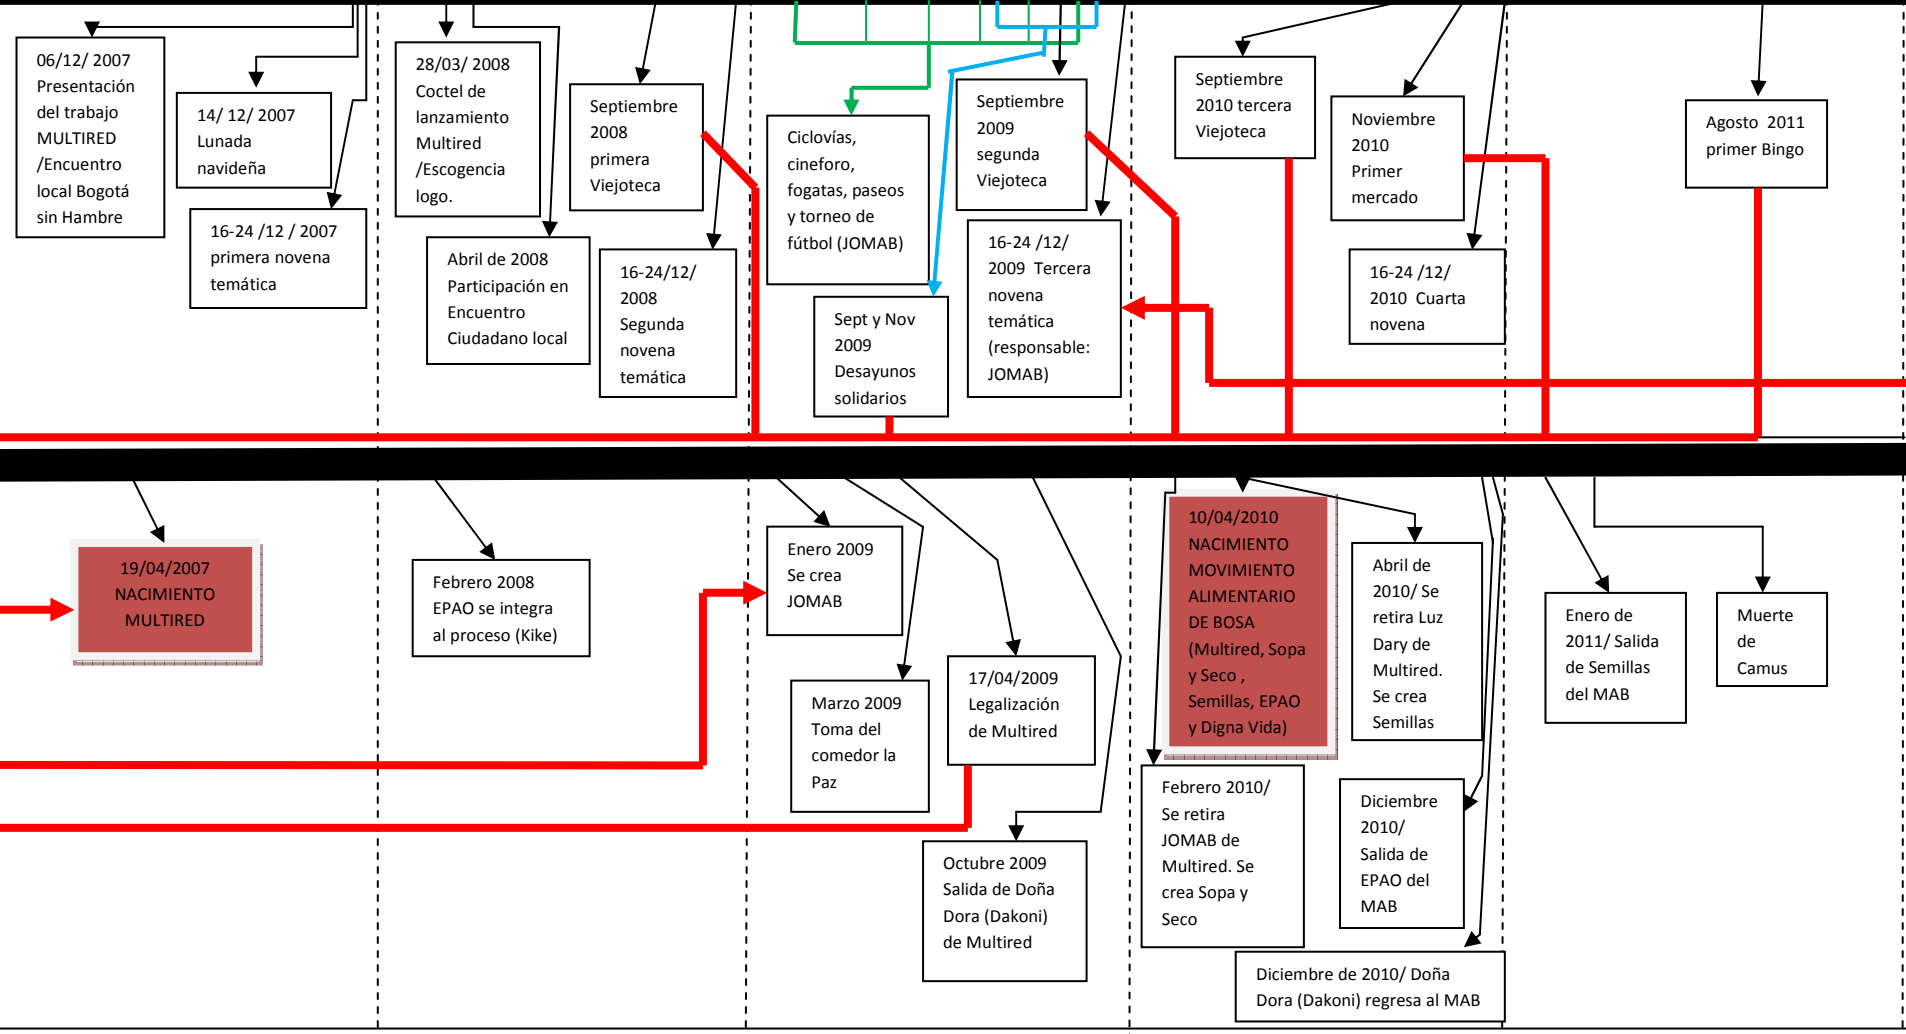 06/12/ 2007
Presentación
del trabajo
MULTIRED
/Encuentro
local Bogotá
sin Hambre
14/ 12/ 2007
Lunada
navideña
16-24 /12 / 2007
primera novena
temática
28/03/ 2008
Coctel de
lanzamiento
Multired
/Escogencia
logo.
Abril de 2008
Participación en
Encuentro
Ciudadano local
Septiembre
2008
primera
Viejoteca
16-24/12/
2008
Segunda
novena
temática
Ciclovías,
cineforo,
fogatas, paseos
y torneo de
fútbol (JOMAB)
Sept y Nov
2009
Desayunos
solidarios
Septiembre
2009
segunda
Viejoteca
16-24 /12/
2009  Tercera
novena
temática
(responsable:
JOMAB)
Septiembre
2010 tercera
Viejoteca
Noviembre
2010
Primer
mercado
16-24 /12/
2010  Cuarta
novena
Agosto  2011
primer Bingo
19/04/2007
NACIMIENTO
MULTIRED
Febrero 2008
EPAO se integra
al proceso (Kike)
Enero 2009
Se crea
JOMAB
Marzo 2009
Toma del
comedor la
Paz
17/04/2009
Legalización
de Multired
Octubre 2009
Salida de Doña
Dora (Dakoni)
de Multired
10/04/2010
NACIMIENTO
MOVIMIENTO
ALIMENTARIO
DE BOSA
(Multired, Sopa
y Seco ,
Semillas, EPAO
y Digna Vida)
Febrero 2010/
Se retira
JOMAB de
Multired. Se
crea Sopa y
Seco
Abril de
2010/ Se
retira Luz
Dary de
Multired.
Se crea
Semillas
Diciembre
2010/
Salida de
EPAO del
MAB
Diciembre de 2010/ Doña
Dora (Dakoni) regresa al MAB
Enero de
2011/ Salida
de Semillas
del MAB
Muerte
de
Camus